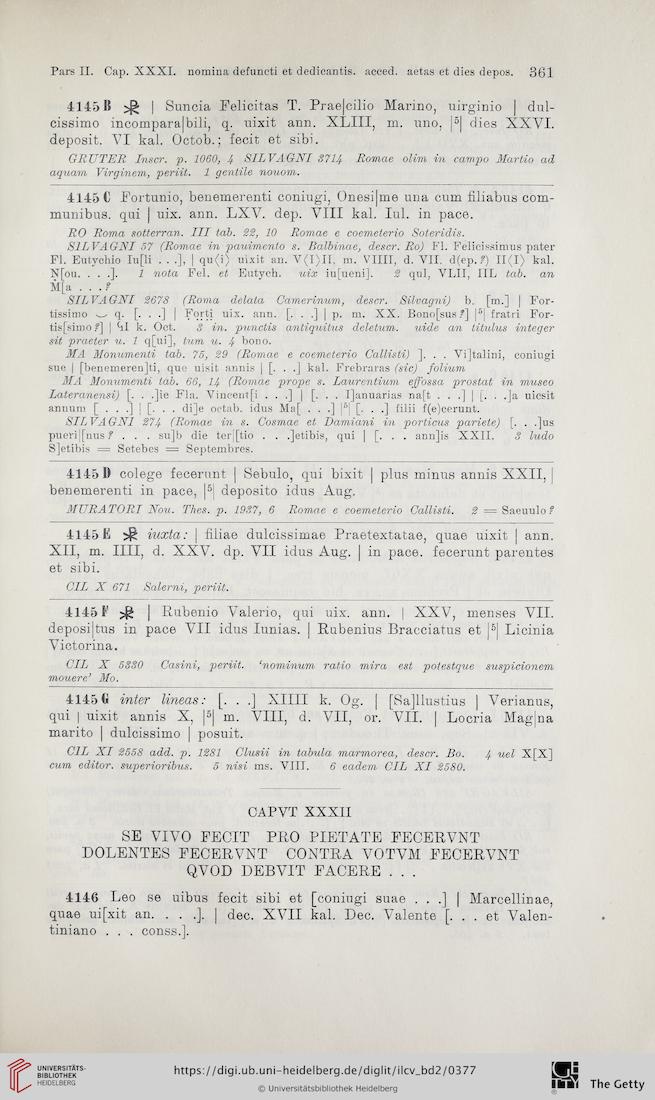 Pars II. Cap. XXXI. nomina defuncti et dedicantis. acced. aetas et dies depos. 361
4145 B ☧ | Suncia Felicitas T. Prae|cilio Marino, uirginio | dul-
cissimo incompara|bili, q. uixit ann. XLIII, m. uno, |⁵| dies XXVI.
deposit. VI kal. Octob.; fecit et sibi.
GRUTER Inscr. p. 1060, 4 SILVAGNI 3714 Romae olim in campo Martio ad
aquam Virginem, periit. 1 gentile nouom.
4145 C Fortunio, benemerenti coniugi, Onesi|me una cum filiabus com-
munibus. qui | uix. ann. LXV. dep. VIII kal. Iul. in pace.
RO Roma sotterran. III tab. 22, 10 Romae e coemeterio Soteridis.
SILVAGNI 57 (Romae in pauimento s. Balbinae, descr. Ro) Fl. Felicissimus pater
Fl. Eutychio Iu[li . . .], | qu⟨i⟩ uixit an. V⟨I⟩II. m. VIIII, d. VII. d(ep.?) II⟨I⟩ kal.
N[ou. . . .]. 1 nota Fel. et Eutych. uix iu[ueni]. 2 qul, VLII, IIL tab. an
M[a . . .?
SILVAGNI 2678 (Roma delata Camerinum, descr. Silvagni) b. [m.] | For-
tissimo ⏑ q. [. . .] | Forti uix. ann. [. . .] | p. m. XX. Bono[sus?] |⁵| fratri For-
tis[simo?] | ϤI k. Oct. 3 in. punctis antiquitus deletum. uide an titulus integer
sit praeter u. 1 q[ui], tum u. 4 bono.
MA Monumenti tab. 75, 29 (Romae e coemeterio Callisti) ]. . . Vi]talini, coniugi
sue | [benemeren]ti, que uisit annis | [. . .] kal. Frebraras (sic) folium
MA Monumenti tab. 66, 14 (Romae prope s. Laurentium effossa prostat in museo
Lateranensi) [. . .]ie Fla. Vincent[i . . .] | [. . . I]anuarias na[t . . .] | [. . .]a uicsit
annum [ . . .] | [. . . di]e octab. idus Ma[ . . .] |⁵| [. . .] filii f(e)cerunt.
SILVAGNI 274 (Romae in s. Cosmae et Damiani in porticus pariete) [. . .]us
pueri|[nus? . . . su]b die ter|[tio . . .]etibis, qui | [. . . ann]is XXII. 3 ludo
S]etibis = Setebes = Septembres.
4145 D colege fecerunt | Sebulo, qui bixit | plus minus annis XXII, |
benemerenti in pace, |⁵| deposito idus Aug.
MURATORI Nou. Thes. p. 1937, 6 Romae e coemeterio Callisti. 2 = Saeuulo?
4145 E ☧ iuxta: | filiae dulcissimae Praetextatae, quae uixit | ann.
XII, m. IIII, d. XXV. dp. VII idus Aug. | in pace. fecerunt parentes
et sibi.
CIL X 671 Salerni, periit.
4145 F ☧ | Rubenio Valerio, qui uix. ann. | XXV, menses VII.
deposi|tus in pace VII idus Iunias. | Rubenius Bracciatus et |⁵| Licinia
Victorina.
CIL X 5330 Casini, periit. ‘nominum ratio mira est potestque suspicionem
mouere’ Mo.
4145 G inter lineas: [. . .] XIIII k. Og. | [Sa]llustius | Verianus,
qui | uixit annis X, |⁵| m. VIII, d. VII, or. VII. | Locria Mag|na
marito | dulcissimo | posuit.
CIL XI 2558 add. p. 1281 Clusii in tabula marmorea, descr. Bo. 4 uel X[X]
cum editor. superioribus. 5 nisi ms. VIII. 6 eadem CIL XI 2580.
CAPVT XXXII
SE VIVO FECIT PRO PIETATE FECERVNT
DOLENTES FECERVNT CONTRA VOTVM FECERVNT
QVOD DEBVIT FACERE . . .
4146 Leo se uibus fecit sibi et [coniugi suae . . .] | Marcellinae,
quae ui[xit an. . . .]. | dec. XVII kal. Dec. Valente [. . . et Valen-
tiniano . . . conss.].
UNIVERSITÄTS-
BIBLIOTHEK
HEIDELBERG
https://digi.ub.uni-heidelberg.de/diglit/ilcv_bd2/0377
© Universitätsbibliothek Heidelberg
The Getty